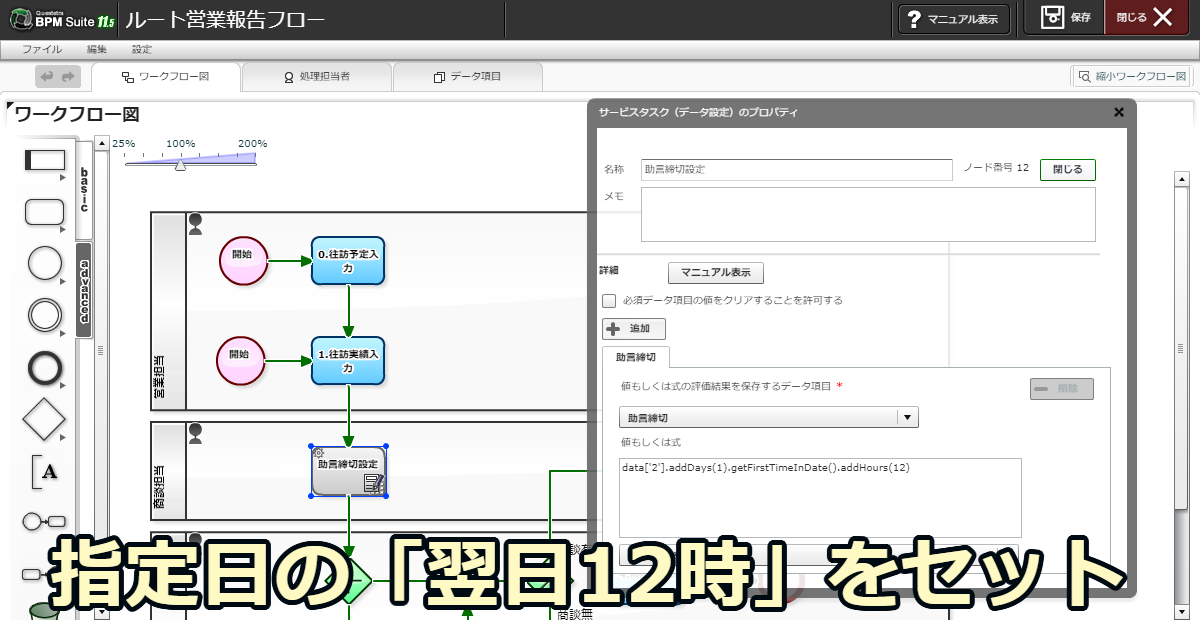 Questetra
BPM Suite 11.5
ルート営業報告フロー
? マニュアル表示
保存
閉じる
ファイル 編集 設定
ワークフロー図
処理担当者
データ項目
縮小ワークフロー図
ワークフロー図
25% 100% 200%
basic
advanced
A
営業担当
開始
0.往訪予定入
力
開始
1.往訪実績入
力
商談担当
助言締切設定
商談無
サービスタスク（データ設定）のプロパティ
名称
助言締切設定
ノード番号 12
閉じる
メモ
詳細
マニュアル表示
必須データ項目の値をクリアすることを許可する
追加
助言締切
値もしくは式の評価結果を保存するデータ項目 *
削除
助言締切
値もしくは式
data['2'].addDays(1).getFirstTimeInDate().addHours(12)
指定日の「翌日12時」をセット